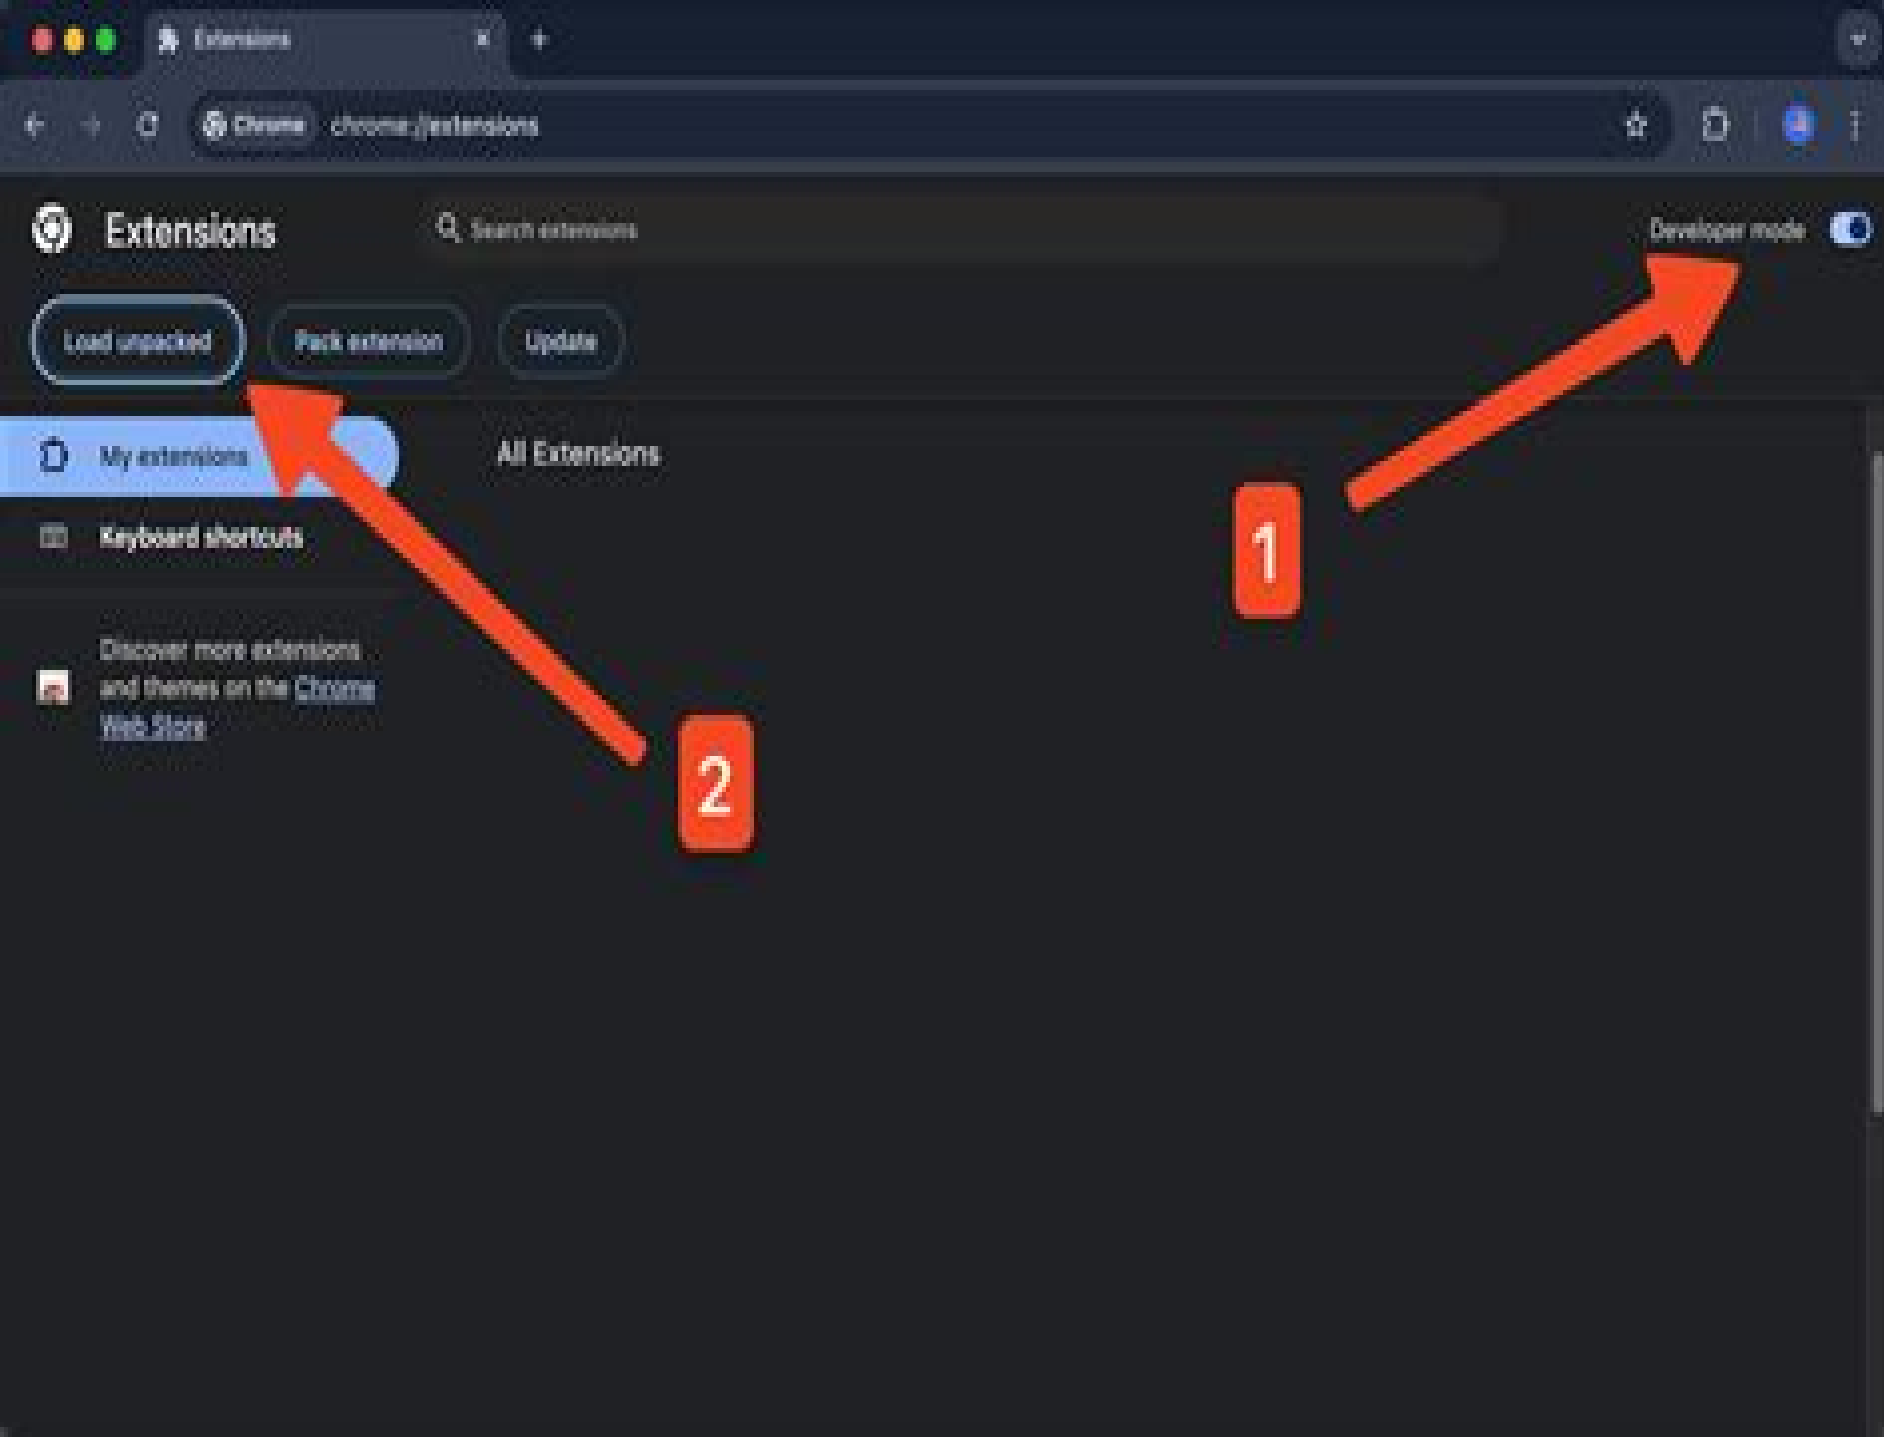 Extensions
Chrome chrome://extensions
Extensions
Search extensions
Developer mode
Load unpacked
Pack extension
Update
My extensions
All Extensions
Keyboard shortcuts
1
Discover more extensions
and themes on the Chrome
Web Store
2